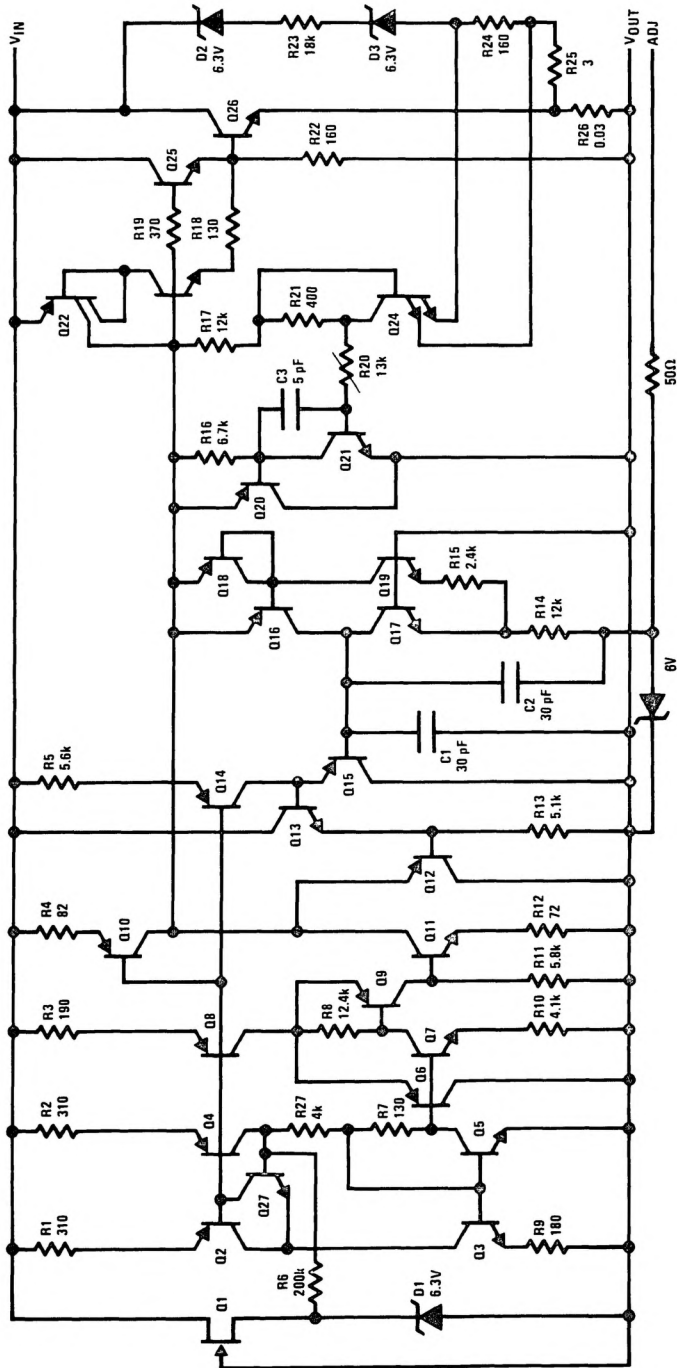 VIN
R1
310
R2
310
R3
190
R4
82
R5
5.6k
Q1
Q2
Q4
Q8
Q10
Q14
Q27
R27
4k
R6
200k
R7
130
R8
12.4k
Q9
Q6
Q7
Q3
Q5
Q11
Q12
Q13
Q15
R9
180
R10
4.1k
R11
5.8k
R12
72
R13
5.1k
D1
6.3V
C1
30 pF
C2
30 pF
Q16
Q18
Q17
Q19
R15
2.4k
R14
12k
6V
R16
6.7k
Q20
Q21
C3
5 pF
R20
13k
R17
12k
R21
400
Q24
Q22
R19
370
R18
130
Q25
Q26
R22
160
D2
6.3V
R23
18k
D3
6.3V
R24
160
R25
3
R26
0.03
50Ω
VOUT
ADJ